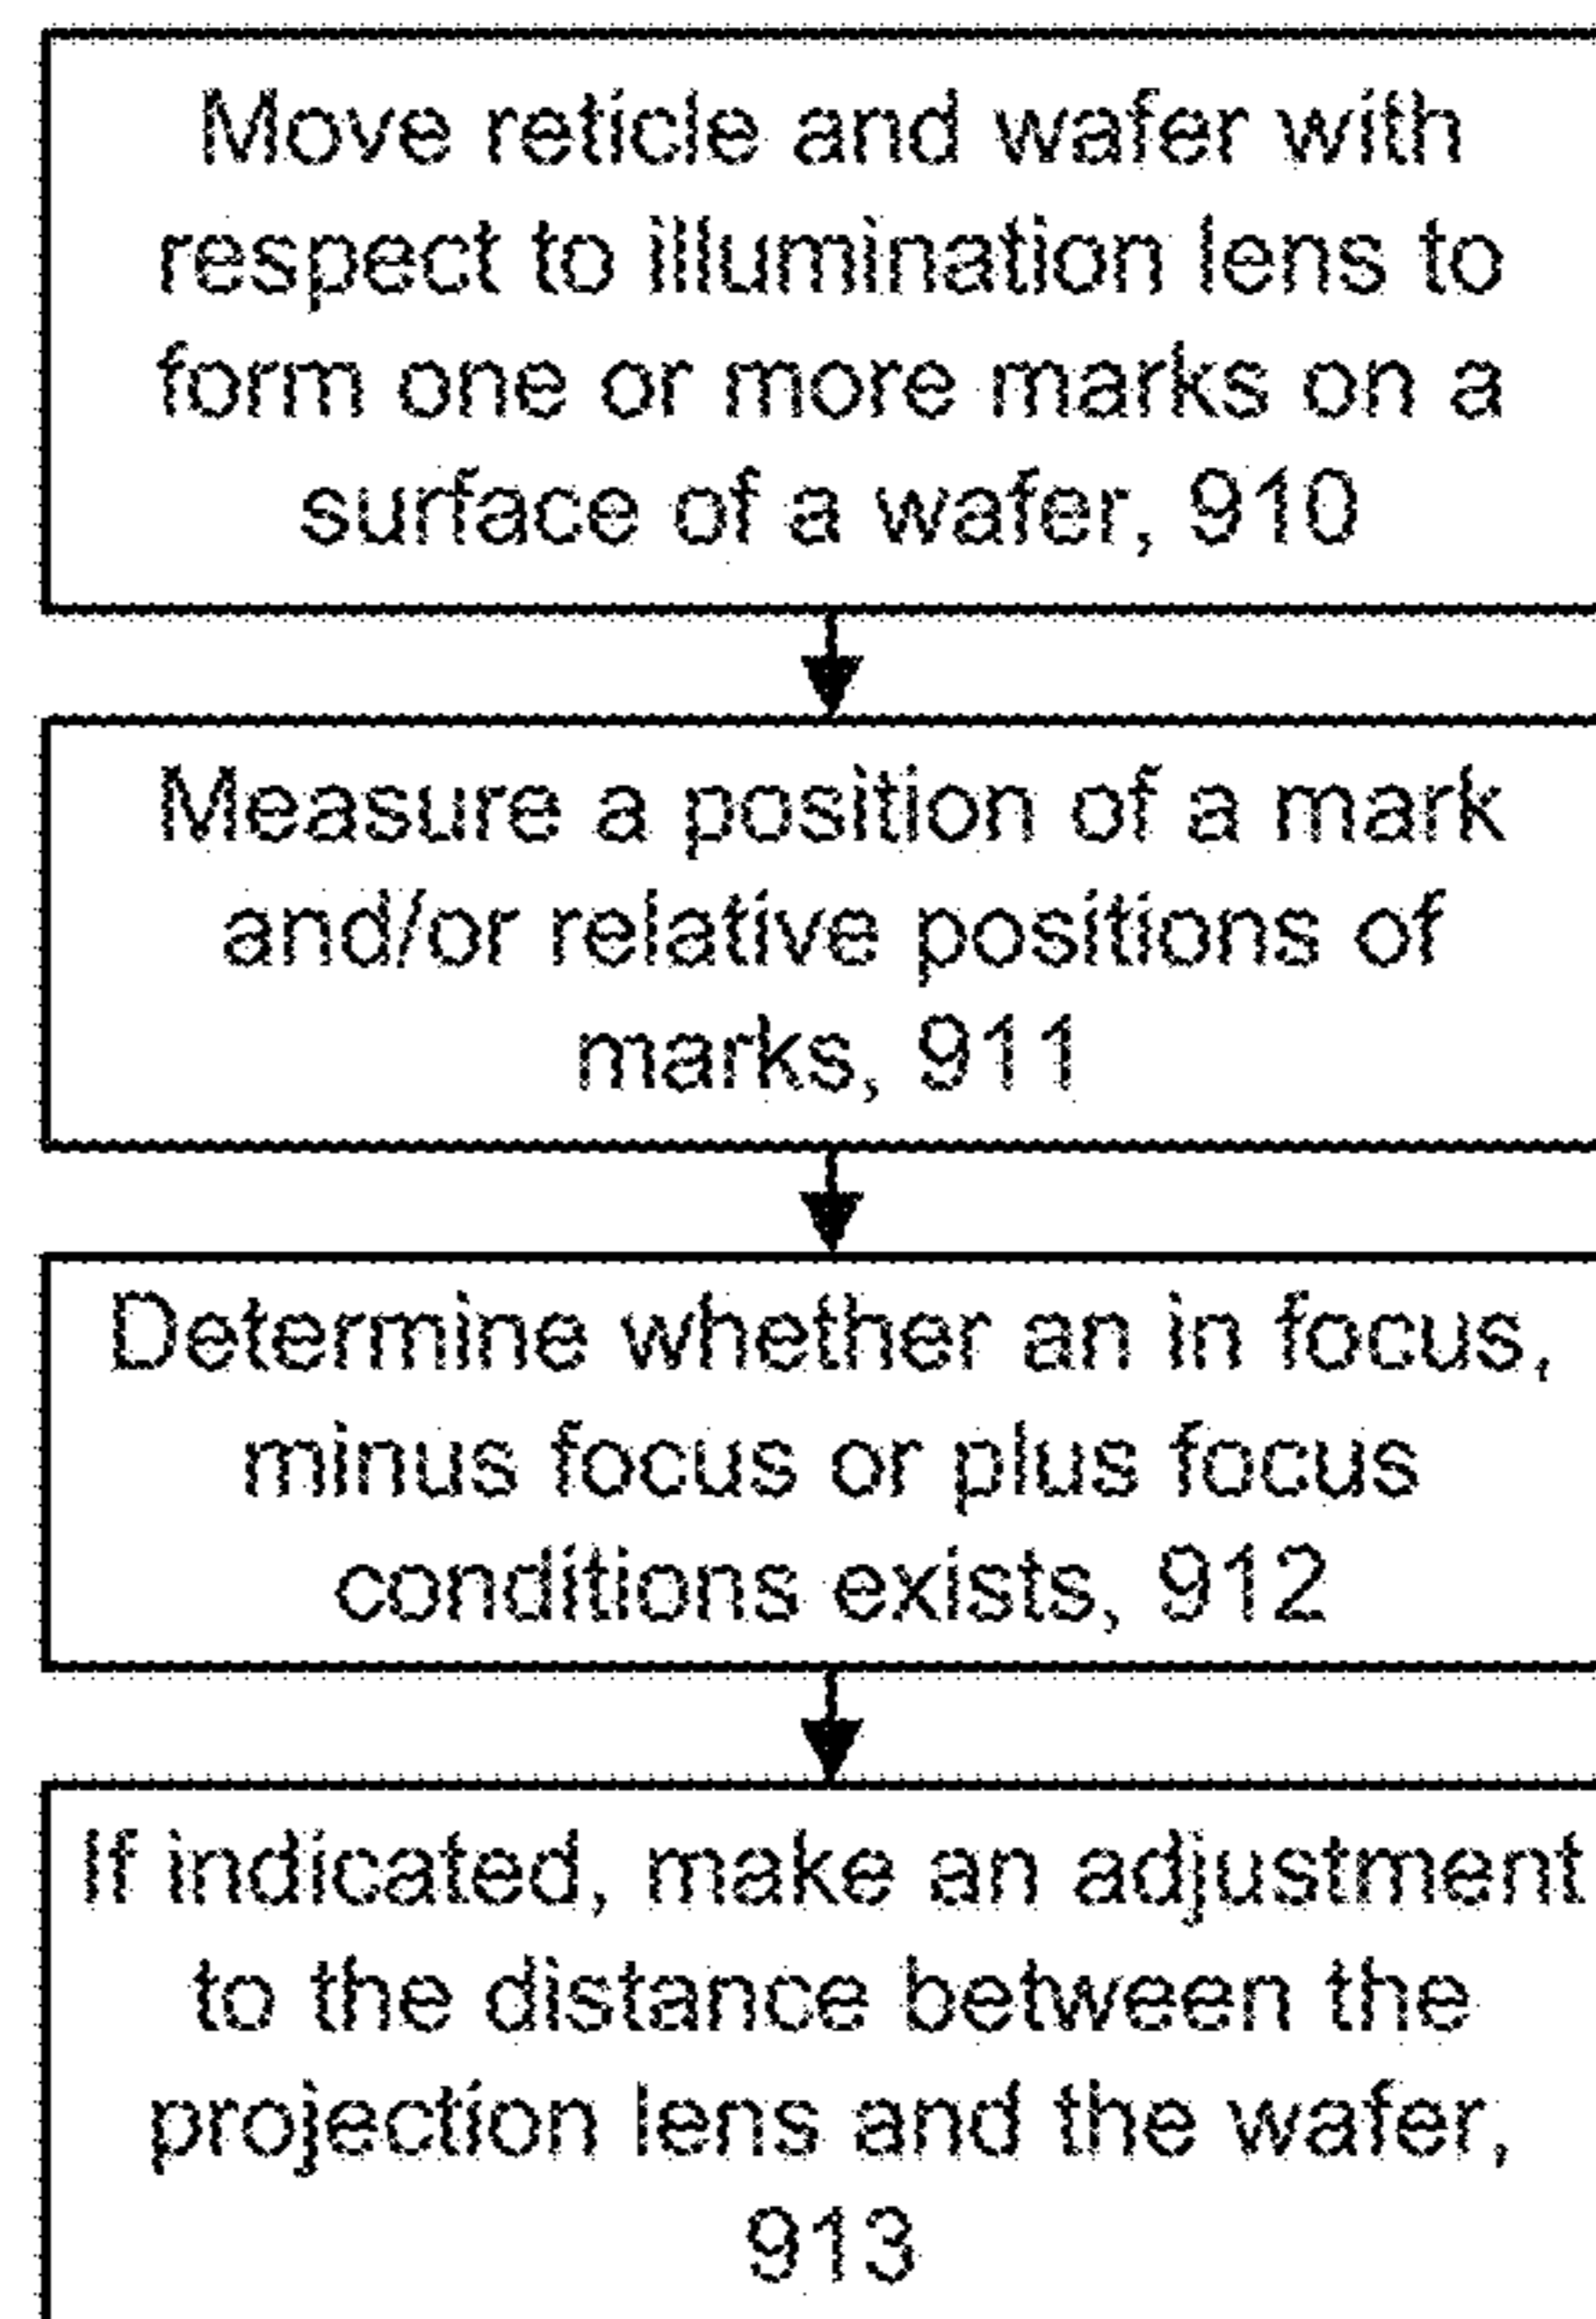 Move reticle and wafer with
respect to illumination lens to
form one or more marks on a
surface of a wafer, 910
Measure a position of a mark
and/or relative positions of
marks, 911
Determine whether an in focus,
minus focus or plus focus
conditions exists, 912
If indicated, make an adjustment
to the distance between the
projection lens and the wafer,
913